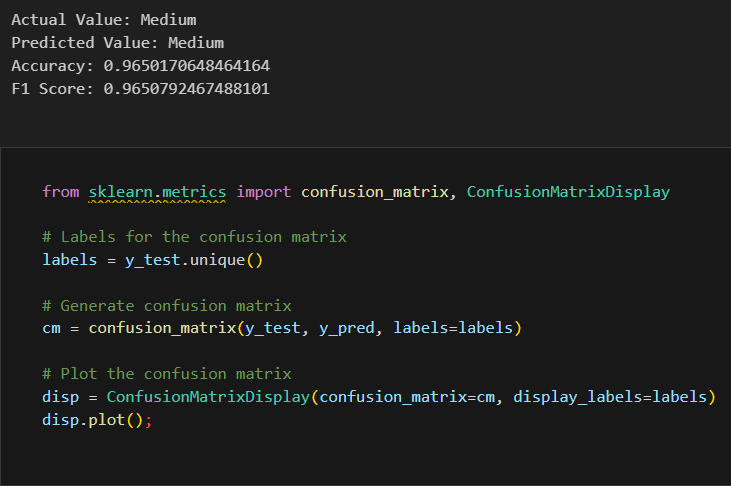 Actual Value: Medium
Predicted Value: Medium
Accuracy: 0.9650170648464164
F1 Score: 0.9650792467488101
from sklearn.metrics import confusion_matrix, ConfusionMatrixDisplay
# Labels for the confusion matrix
labels = y_test.unique()
# Generate confusion matrix
cm = confusion_matrix(y_test, y_pred, labels=labels)
# Plot the confusion matrix
disp = ConfusionMatrixDisplay(confusion_matrix=cm, display_labels=labels)
disp.plot();